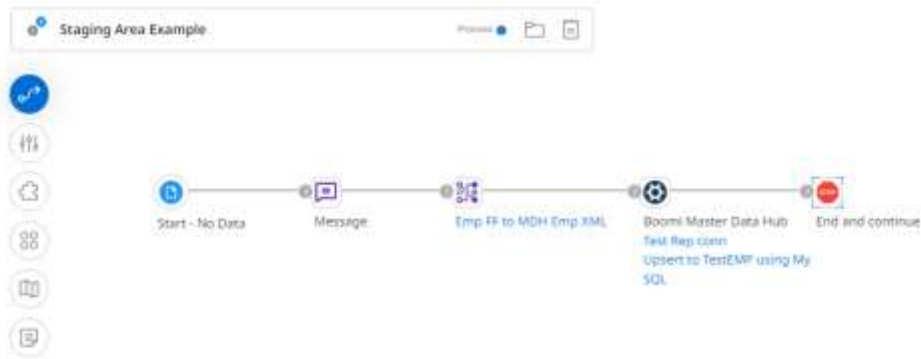 Staging Area Example
Process
Start - No Data
Message
Emp FF to MDH Emp XML
Boomi Master Data Hub
Test Rep conn
Upsert to TestEMP using My
SQL
End and continue